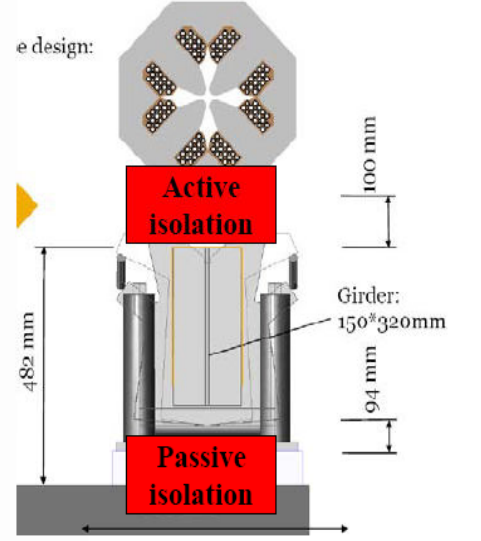 e design:
100 mm
Active
isolation
Girder:
150*320mm
482 mm
94 mm
Passive
isolation